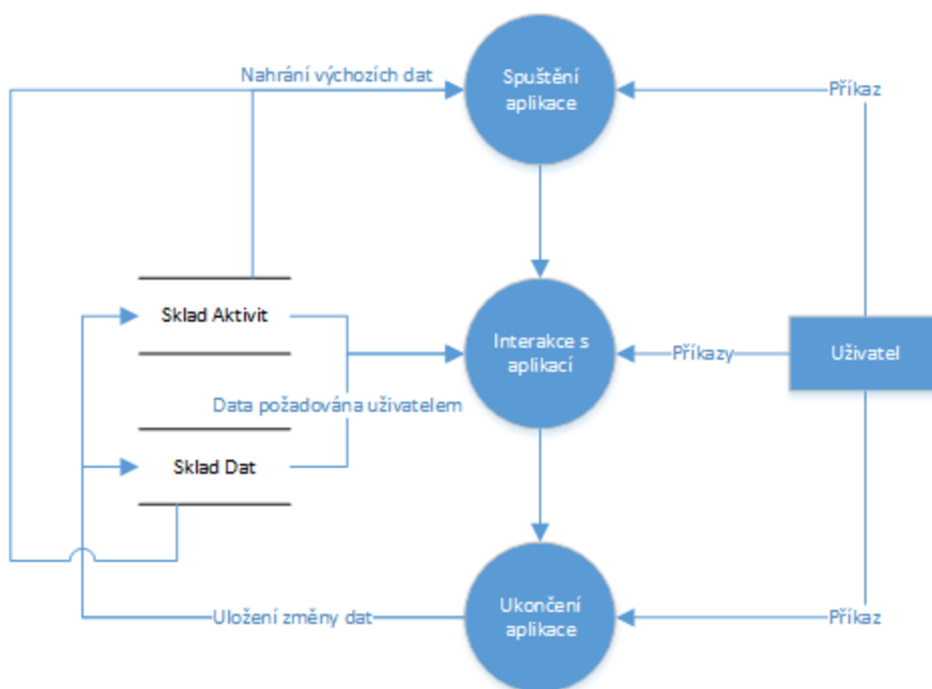 Nahrání výchozích dat
Spuštění
aplikace
Příkaz
Sklad Aktivit
Interakce s
aplikací
Příkazy
Uživatel
Data požadována uživatelem
Sklad Dat
Uložení změny dat
Ukončení
aplikace
Příkaz